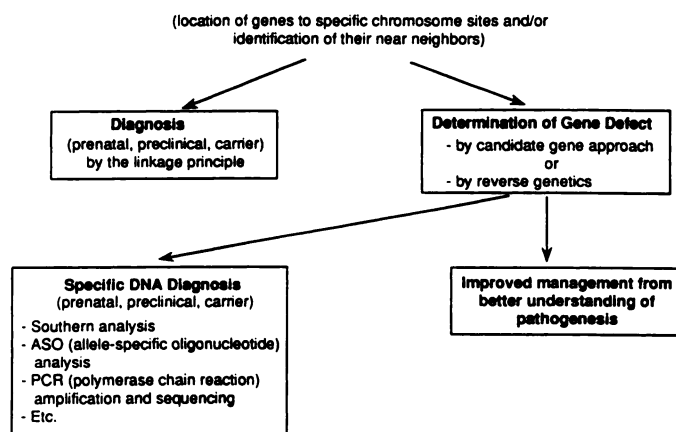 (location of genes to specific chromosome sites and/or
identification of their near neighbors)
Diagnosis
(prenatal, preclinical, carrier)
by the linkage principle
Determination of Gene Defect
- by candidate gene approach
or
- by reverse genetics
Specific DNA Diagnosis
(prenatal, preclinical, carrier)
- Southern analysis
- ASO (allele-specific oligonucleotide)
analysis
- PCR (polymerase chain reaction)
amplification and sequencing
- Etc.
Improved management from
better understanding of
pathogenesis